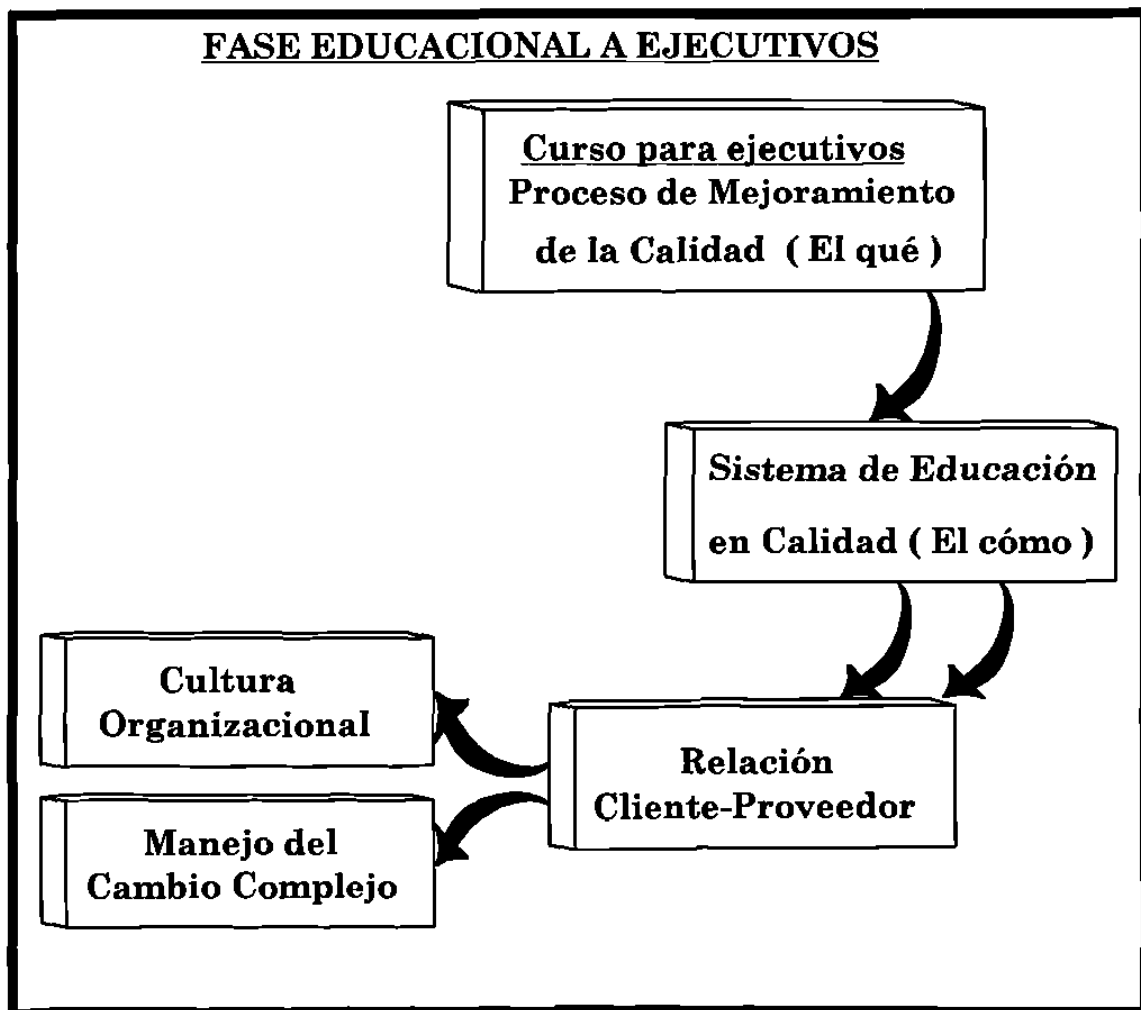 FASE EDUCACIONAL A EJECUTIVOS
Curso para ejecutivos
Proceso de Mejoramiento
de la Calidad ( El qué )
Sistema de Educación
en Calidad ( El cómo )
Relación
Cliente-Proveedor
Cultura
Organizacional
Manejo del
Cambio Complejo